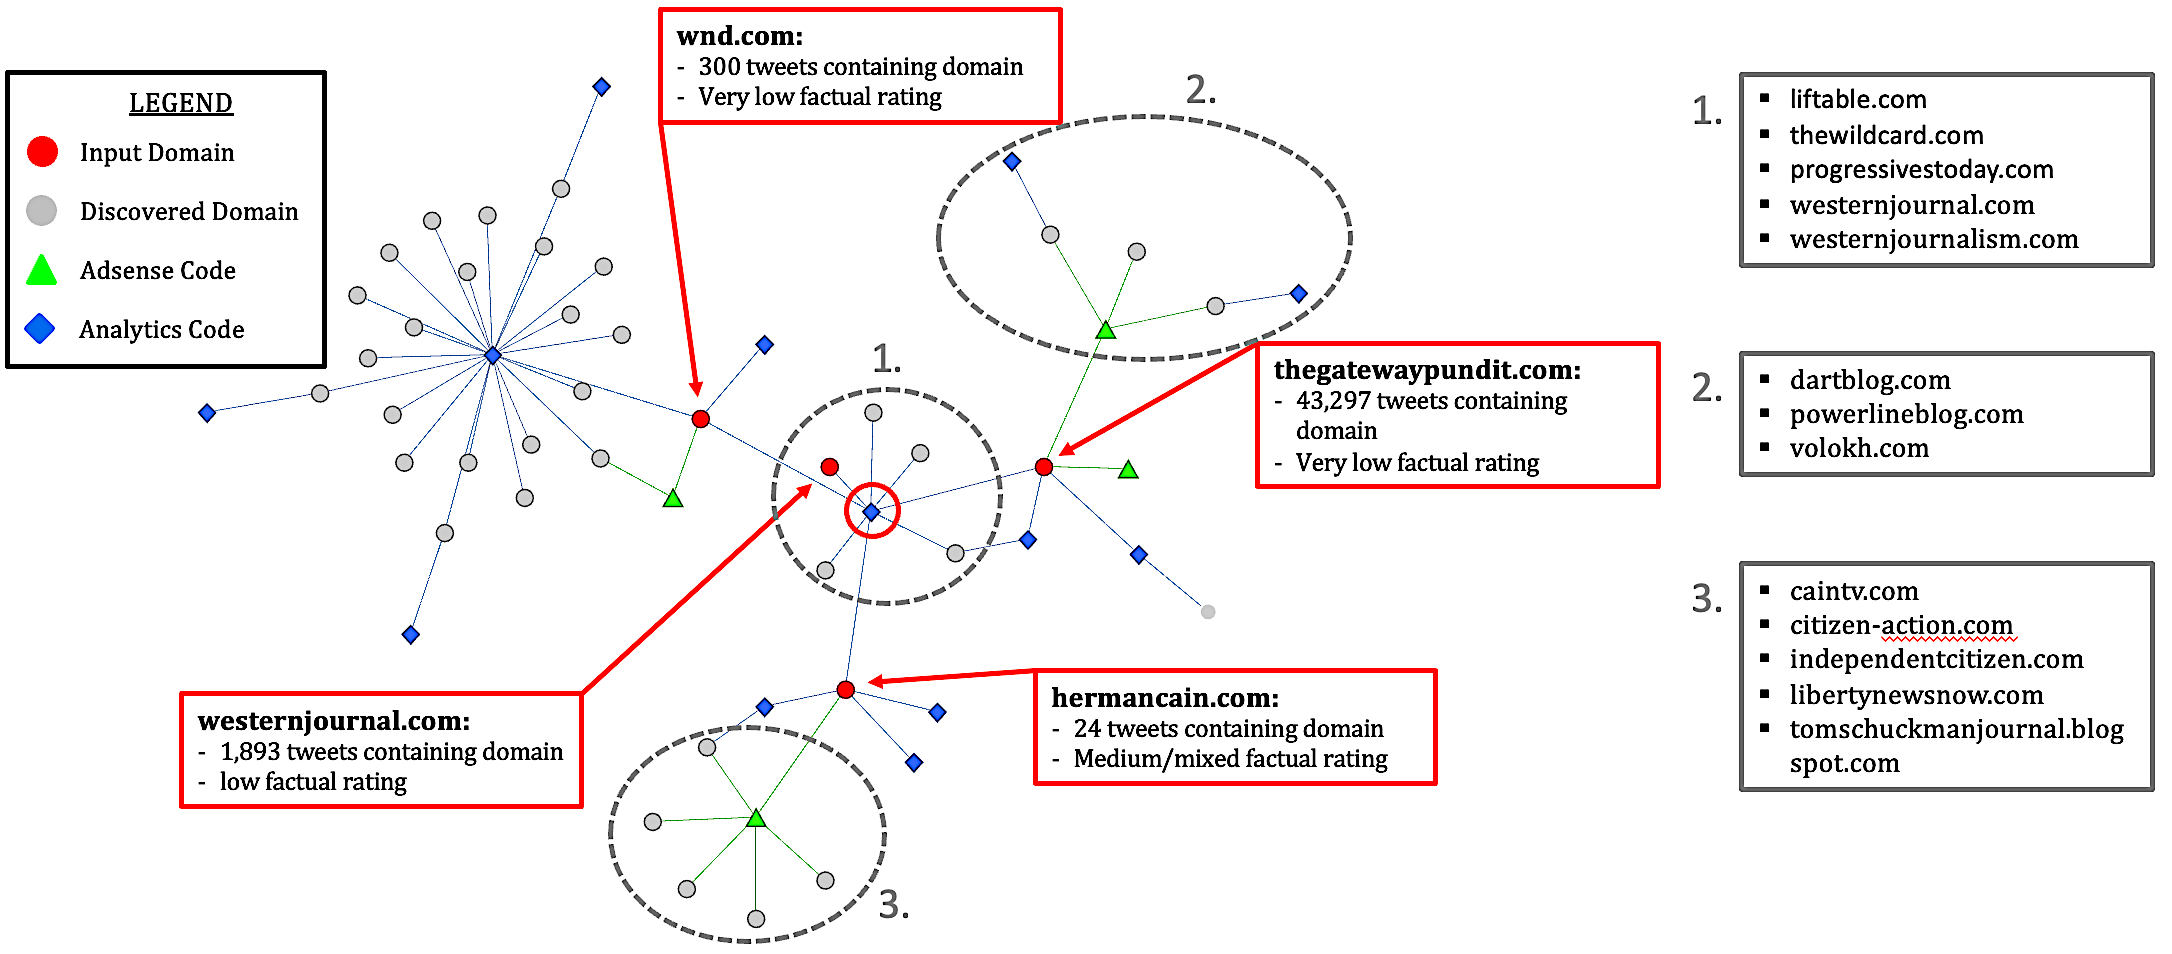 LEGEND
Input Domain
Discovered Domain
Adsense Code
Analytics Code
wnd.com:
- 300 tweets containing domain
- Very low factual rating
2.
1.
thegatewaypundit.com:
- 43,297 tweets containing
domain
- Very low factual rating
westernjournal.com:
- 1,893 tweets containing domain
- low factual rating
hermancain.com:
- 24 tweets containing domain
- Medium/mixed factual rating
3.
1.
▪ liftable.com
▪ thewildcard.com
▪ progressivestoday.com
▪ westernjournal.com
▪ westernjournalism.com
2.
▪ dartblog.com
▪ powerlineblog.com
▪ volokh.com
3.
▪ caintv.com
▪ citizen-action.com
▪ independentcitizen.com
▪ libertynewsnow.com
▪ tomschuckmanjournal.blog
spot.com